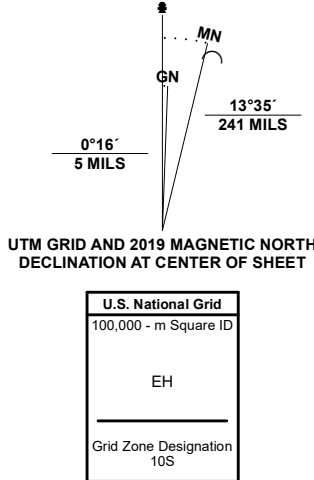 MN
GN
13°35´
241 MILS
0°16´
5 MILS
UTM GRID AND 2019 MAGNETIC NORTH
DECLINATION AT CENTER OF SHEET
U.S. National Grid
100,000 - m Square ID
EH
Grid Zone Designation
10S